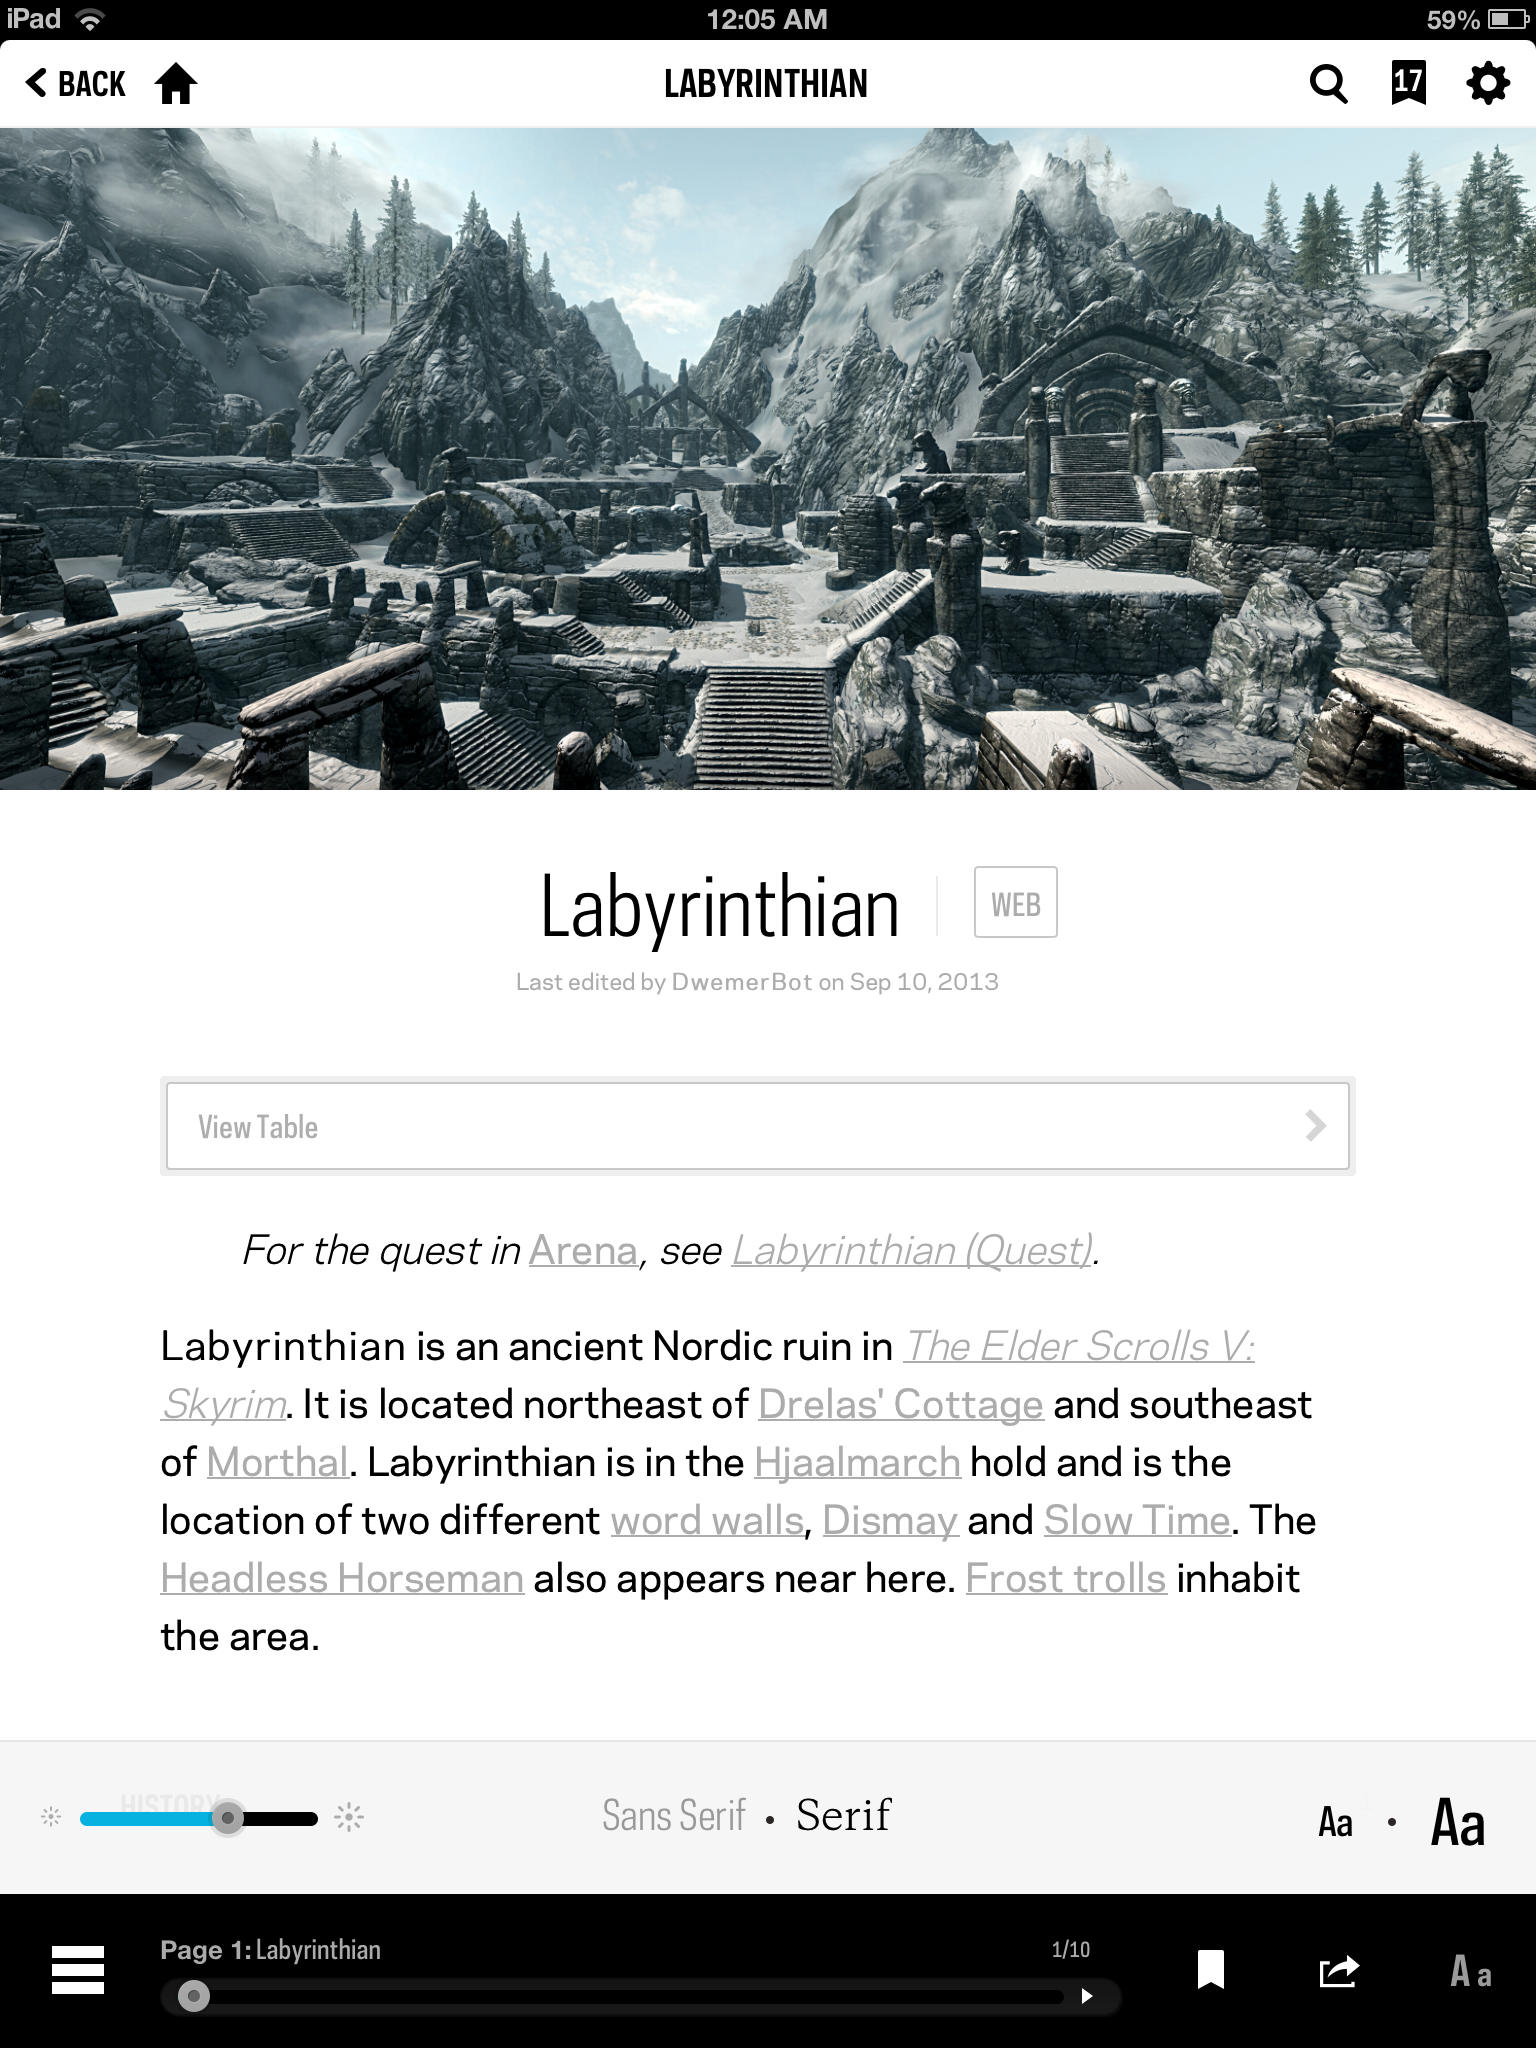 iPad 12:05 AM 59%
BACK LABYRINTHIAN 17
Labyrinthian WEB
Last edited by DwemerBot on Sep 10, 2013
View Table
For the quest in Arena, see Labyrinthian (Quest).
Labyrinthian is an ancient Nordic ruin in The Elder Scrolls V:
Skyrim. It is located northeast of Drelas' Cottage and southeast
of Morthal. Labyrinthian is in the Hjaalmarch hold and is the
location of two different word walls, Dismay and Slow Time. The
Headless Horseman also appears near here. Frost trolls inhabit
the area.
HISTORY
Sans Serif • Serif
Aa • Aa
Page 1: Labyrinthian 1/10
A a